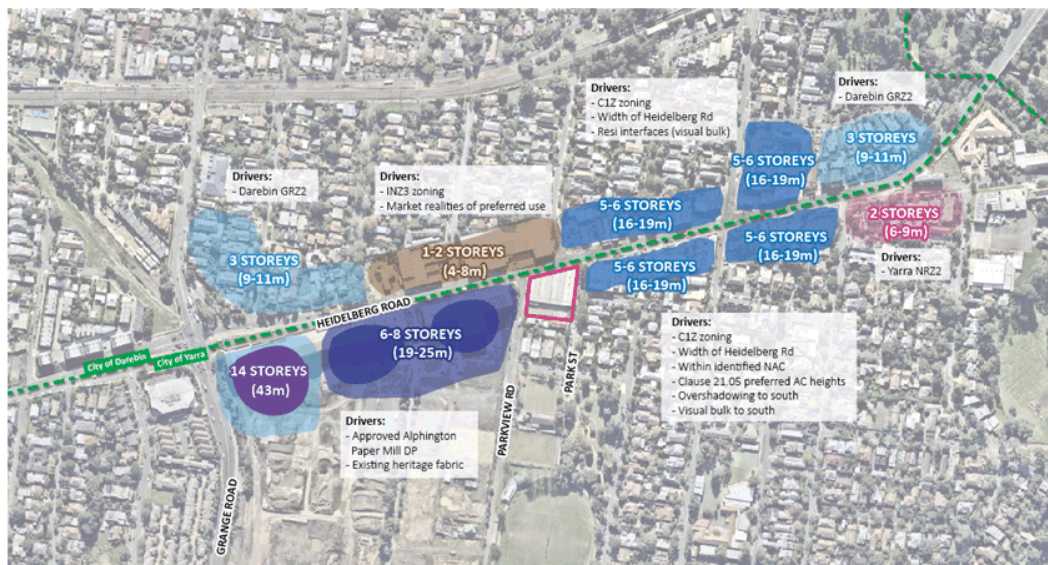 Drivers:
- C1Z zoning
- Width of Heidelberg Rd
- Resi interfaces (visual bulk)
Drivers:
- Darebin GRZ2
Drivers:
- Darebin GRZ2
Drivers:
- INZ3 zoning
- Market realities of preferred use
5-6 STOREYS
(16-19m)
3 STOREYS
(9-11m)
5-6 STOREYS
(16-19m)
2 STOREYS
(6-9m)
3 STOREYS
(9-11m)
1-2 STOREYS
(4-8m)
5-6 STOREYS
(16-19m)
5-6 STOREYS
(16-19m)
Drivers:
- Yarra NRZ2
HEIDELBERG ROAD
6-8 STOREYS
(19-25m)
City of Darebin
City of Yarra
14 STOREYS
(43m)
PARK ST
PARKVIEW RD
GRANGE ROAD
Drivers:
- Approved Alphington
Paper Mill DP
- Existing heritage fabric
Drivers:
- C1Z zoning
- Width of Heidelberg Rd
- Within identified NAC
- Clause 21.05 preferred AC heights
- Overshadowing to south
- Visual bulk to south